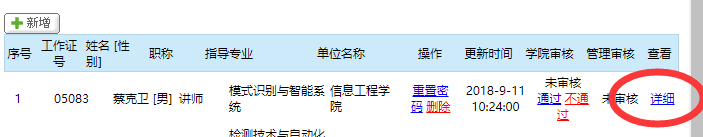 新增
序号 工作证号 姓名 [性别] 职称 指导专业 单位名称 操作 更新时间 学院审核 管理审核 查看
1 05083 蔡克卫 [男] 讲师 模式识别与智能系统 信息工程学院 重置密码 删除 2018-9-11 10:24:00 未审核 通过 不通过 未审核 详细
检测技术与自动化